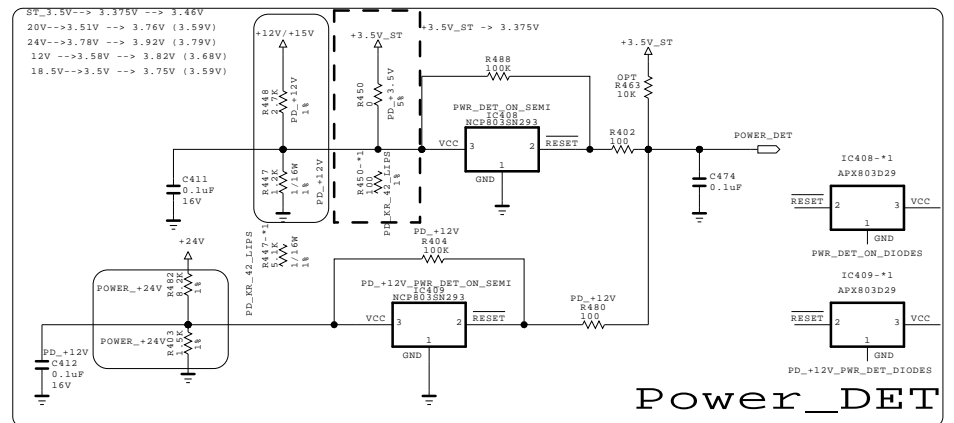 ST_3.5V--> 3.375V --> 3.46V
20V-->3.51V --> 3.76V (3.59V)
24V-->3.78V --> 3.92V (3.79V)
12V -->3.58V --> 3.82V (3.68V)
18.5V-->3.5V --> 3.75V (3.59V)
+12V/+15V
+3.5V_ST
+3.5V_ST -> 3.375V
+3.5V_ST
R448
2.7K
PD_+12V
1%
R450
0
PD_+3.5V
5%
R488
100K
OPT
R463
10K
PWR_DET_ON_SEMI
IC408
NCP803SN293
VCC
3
2
RESET
1
GND
R402
100
POWER_DET
C474
0.1uF
C411
0.1uF
16V
R447
1.2K
1/16W
1%
PD_+12V
R450-*1
100
PD_KR_42_LIPS
1%
IC408-*1
APX803D29
RESET
2
3
VCC
1
GND
PWR_DET_ON_DIODES
+24V
PD_KR_42_LIPS
R447-*1
5.1K
1/16W
1%
PD_+12V
R404
100K
POWER_+24V
R482
8.2K
1%
POWER_+24V
R403
1.5K
1%
PD_+12V_PWR_DET_ON_SEMI
IC409
NCP803SN293
VCC
3
2
RESET
1
GND
PD_+12V
R480
100
IC409-*1
APX803D29
RESET
2
3
VCC
1
GND
PD_+12V_PWR_DET_DIODES
PD_+12V
C412
0.1uF
16V
Power_DET